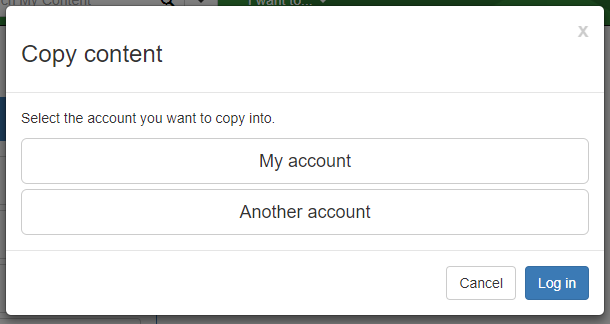 My Content
I want to...
x
Copy content
Select the account you want to copy into.
My account
Another account
Cancel
Log in